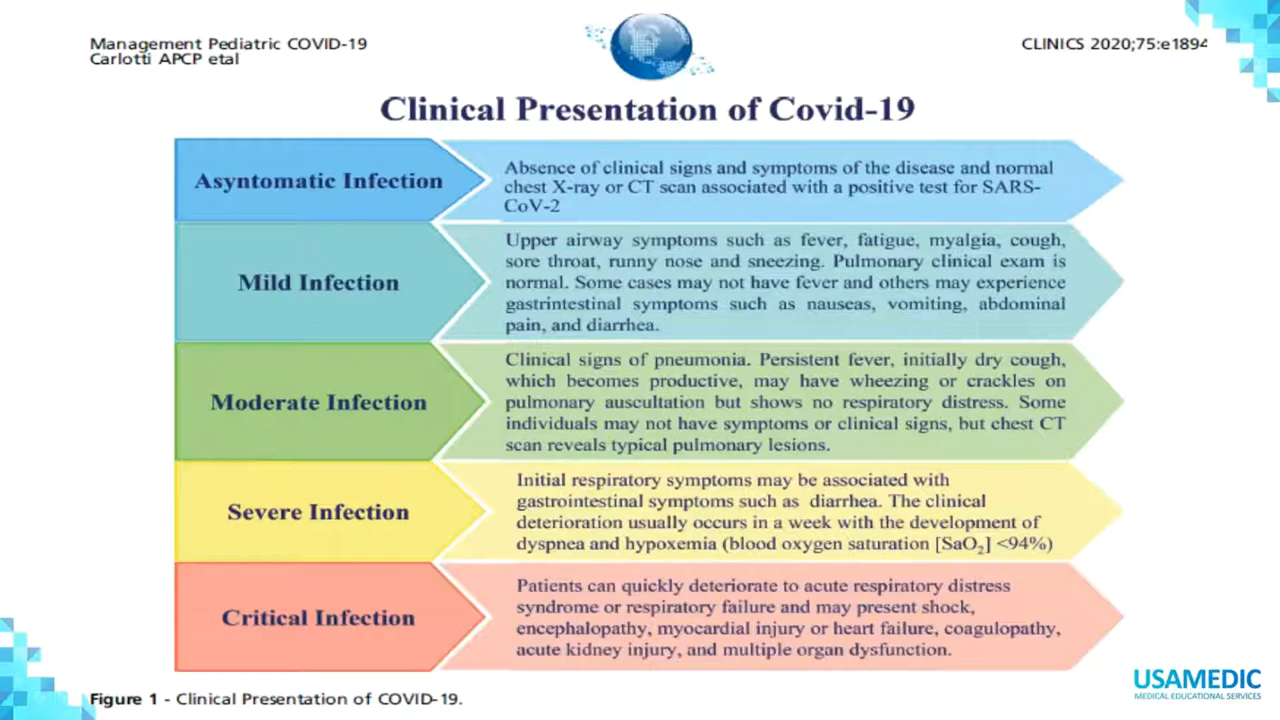 Management Pediatric COVID-19
Carlotti APCP etal
CLINICS 2020;75:e1894
Clinical Presentation of Covid-19
Asyntomatic Infection
Absence of clinical signs and symptoms of the disease and normal
chest X-ray or CT scan associated with a positive test for SARS-
CoV-2
Mild Infection
Upper airway symptoms such as fever, fatigue, myalgia, cough,
sore throat, runny nose and sneezing. Pulmonary clinical exam is
normal. Some cases may not have fever and others may experience
gastrintestinal symptoms such as nauseas, vomiting, abdominal
pain, and diarrhea.
Moderate Infection
Clinical signs of pneumonia. Persistent fever, initially dry cough,
which becomes productive, may have wheezing or crackles on
pulmonary auscultation but shows no respiratory distress. Some
individuals may not have symptoms or clinical signs, but chest CT
scan reveals typical pulmonary lesions.
Severe Infection
Initial respiratory symptoms may be associated with
gastrointestinal symptoms such as diarrhea. The clinical
deterioration usually occurs in a week with the development of
dyspnea and hypoxemia (blood oxygen saturation [SaO₂] <94%)
Critical Infection
Patients can quickly deteriorate to acute respiratory distress
syndrome or respiratory failure and may present shock,
encephalopathy, myocardial injury or heart failure, coagulopathy,
acute kidney injury, and multiple organ dysfunction.
Figure 1 - Clinical Presentation of COVID-19.
USAMEDIC
MEDICAL EDUCATIONAL SERVICES